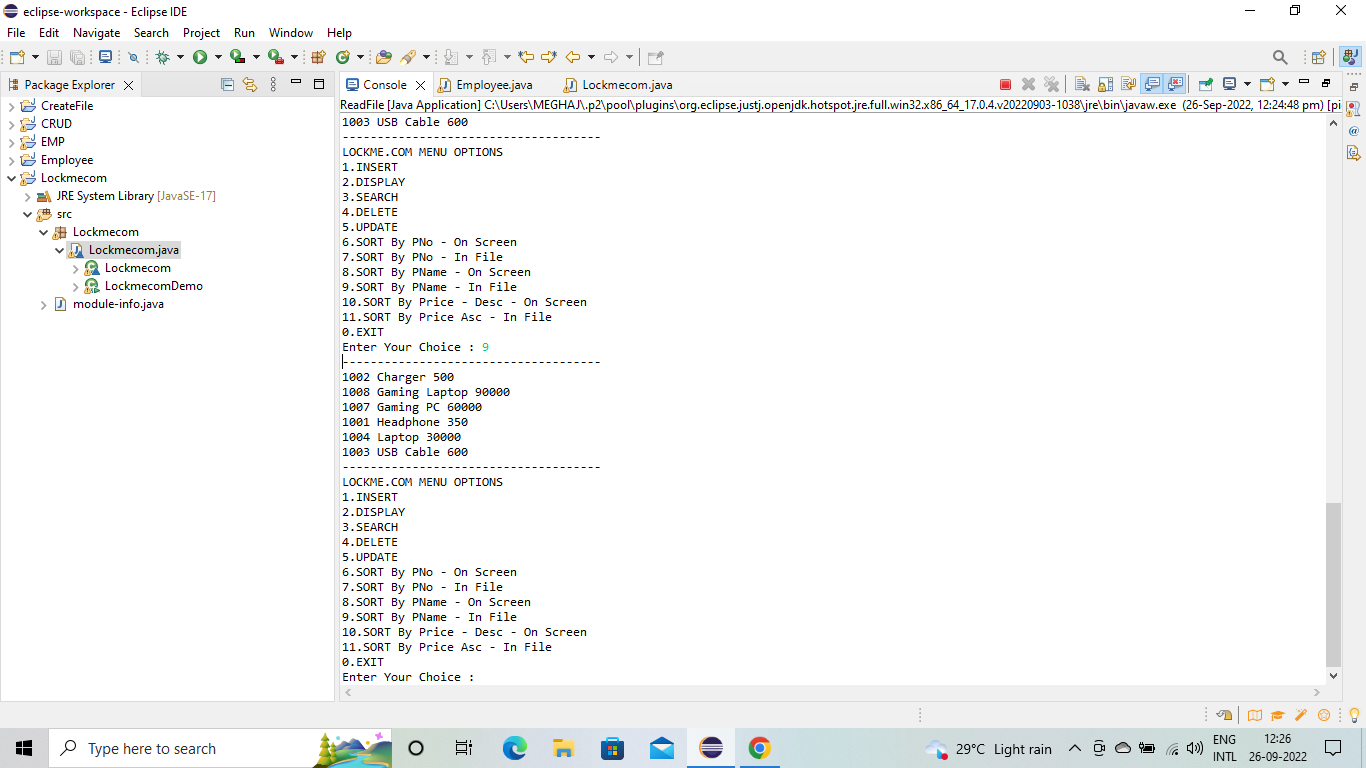 eclipse-workspace - Eclipse IDE
File Edit Navigate Search Project Run Window Help
Package Explorer
CreateFile
CRUD
EMP
Employee
Lockmecom
JRE System Library [JavaSE-17]
src
Lockmecom
Lockmecom.java
Lockmecom
LockmecomDemo
module-info.java
Console Employee.java Lockmecom.java
ReadFile [Java Application] C:\Users\MEGHAJ\.p2\pool\plugins\org.eclipse.justj.openjdk.hotspot.jre.full.win32.x86_64_17.0.4.v20220903-1038\jre\bin\javaw.exe (26-Sep-2022, 12:24:48 pm) [pi
1003 USB Cable 600
-------------------------------------
LOCKME.COM MENU OPTIONS
1.INSERT
2.DISPLAY
3.SEARCH
4.DELETE
5.UPDATE
6.SORT By PNo - On Screen
7.SORT By PNo - In File
8.SORT By PName - On Screen
9.SORT By PName - In File
10.SORT By Price - Desc - On Screen
11.SORT By Price Asc - In File
0.EXIT
Enter Your Choice : 9
-------------------------------------
1002 Charger 500
1008 Gaming Laptop 90000
1007 Gaming PC 60000
1001 Headphone 350
1004 Laptop 30000
1003 USB Cable 600
-------------------------------------
LOCKME.COM MENU OPTIONS
1.INSERT
2.DISPLAY
3.SEARCH
4.DELETE
5.UPDATE
6.SORT By PNo - On Screen
7.SORT By PNo - In File
8.SORT By PName - On Screen
9.SORT By PName - In File
10.SORT By Price - Desc - On Screen
11.SORT By Price Asc - In File
0.EXIT
Enter Your Choice :
Type here to search
29°C Light rain
ENG
INTL
12:26
26-09-2022